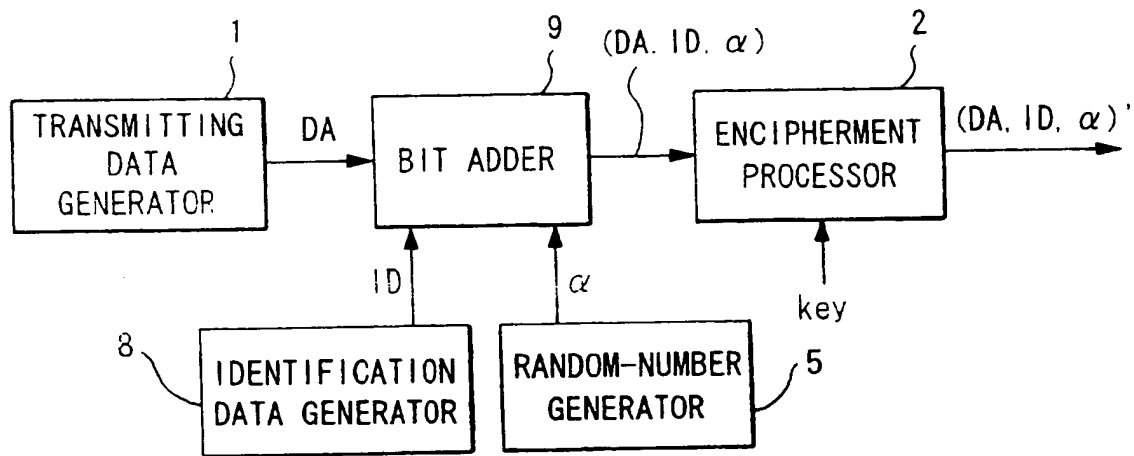 1
9
(DA, ID, α)
2
TRANSMITTING
DATA
GENERATOR
DA
BIT ADDER
ENCIPHERMENT
PROCESSOR
(DA, ID, α)'
ID
α
key
8
IDENTIFICATION
DATA GENERATOR
RANDOM-NUMBER
GENERATOR
5